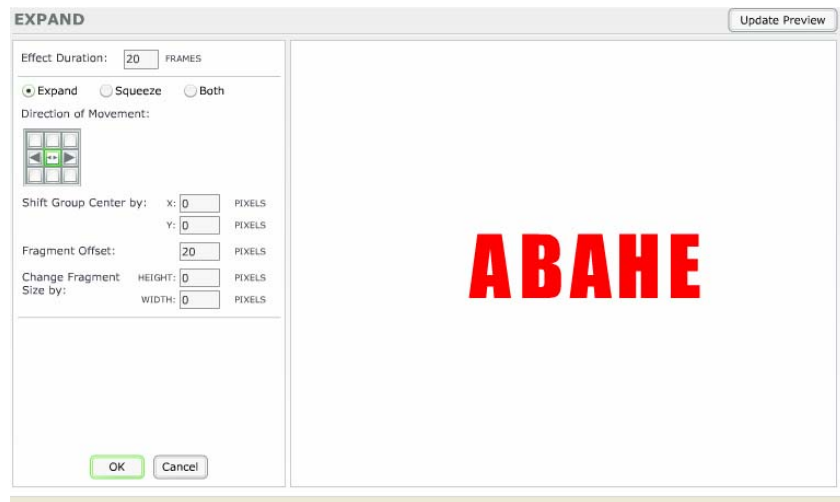 EXPAND
Update Preview
Effect Duration: 20 FRAMES
Expand Squeeze Both
Direction of Movement:
Shift Group Center by: X: 0 PIXELS
Y: 0 PIXELS
Fragment Offset: 20 PIXELS
Change Fragment Size by: HEIGHT: 0 PIXELS
WIDTH: 0 PIXELS
OK Cancel
ABAHE